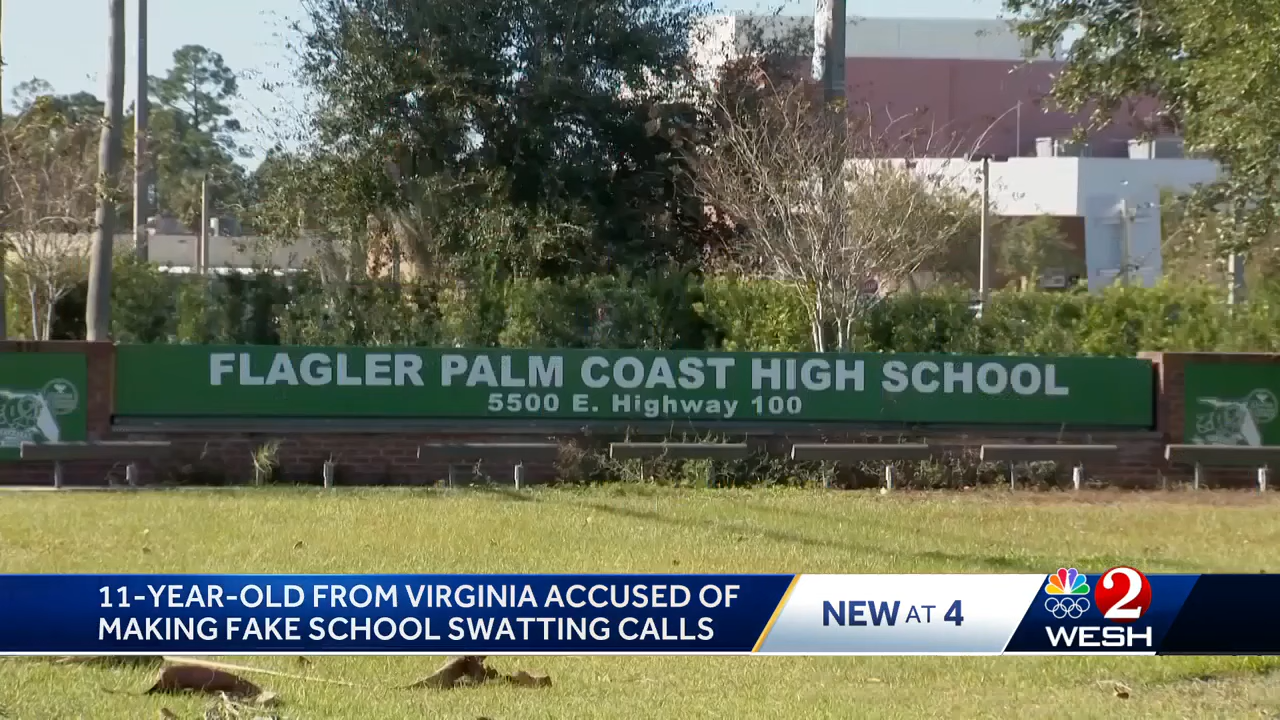 FLAGLER PALM COAST HIGH SCHOOL
5500 E. Highway 100
11-YEAR-OLD FROM VIRGINIA ACCUSED OF
MAKING FAKE SCHOOL SWATTING CALLS
NEW AT 4
2
WESH